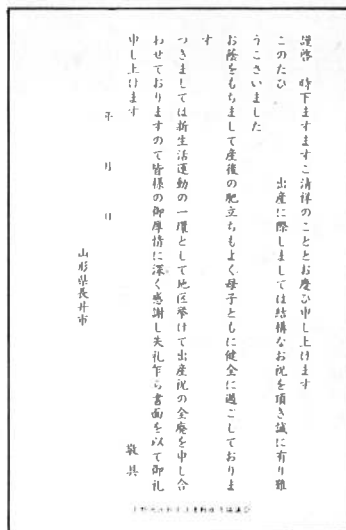 謹啓　時下ますますご清祥のこととお慶び申し上げます
このたび　　　　出産に際しましては結構なお祝を頂き誠に有り難
うございました
お蔭をもちまして産後の肥立ちもよく母子ともに健全に過ごしておりま
す
つきましては新生活運動の一環として地区挙げて出産祝の全廃を申し合
わせておりますので皆様の御厚情に深く感謝し失礼乍ら書面を以て御礼
申し上げます
敬具
年　月　日
山形県長井市